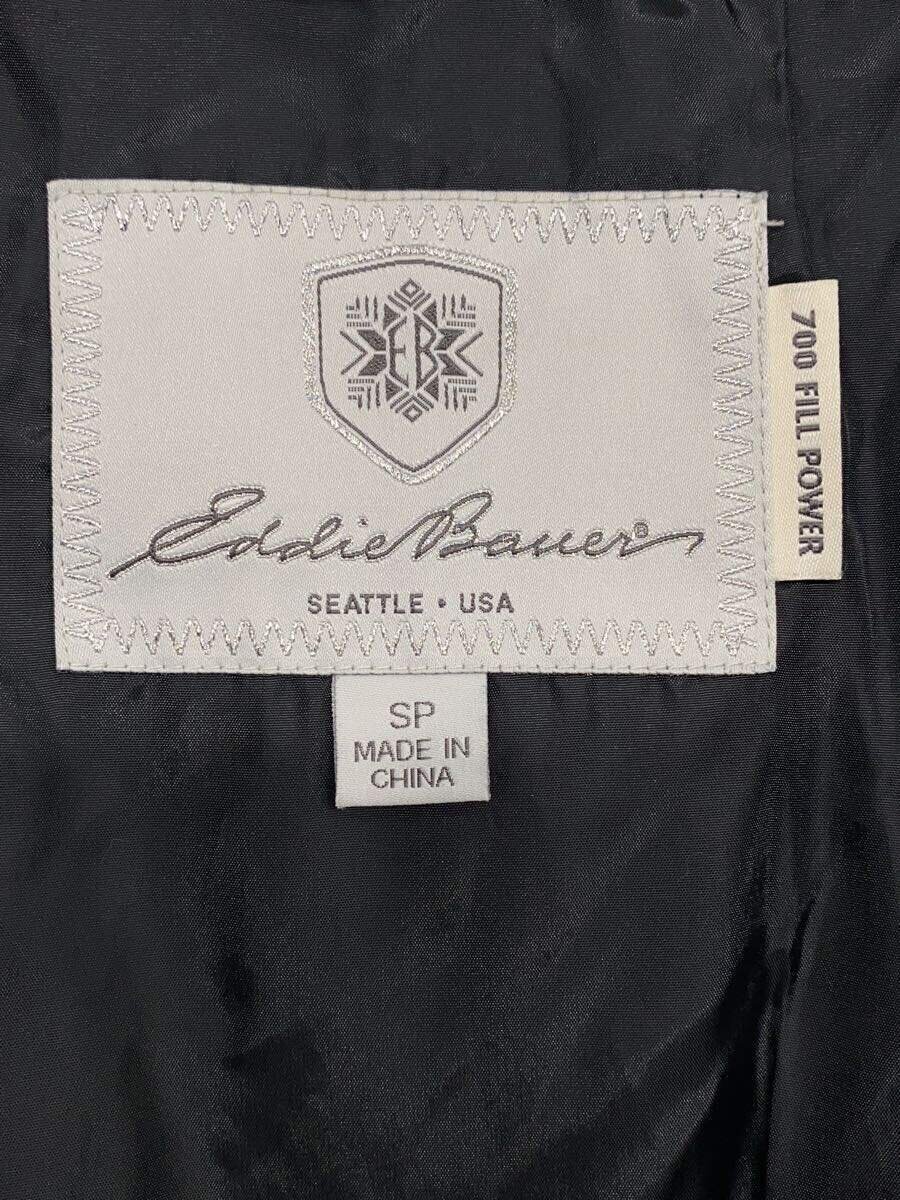 EB
Eddie Bauer®
SEATTLE • USA
700 FILL POWER
SP
MADE IN
CHINA